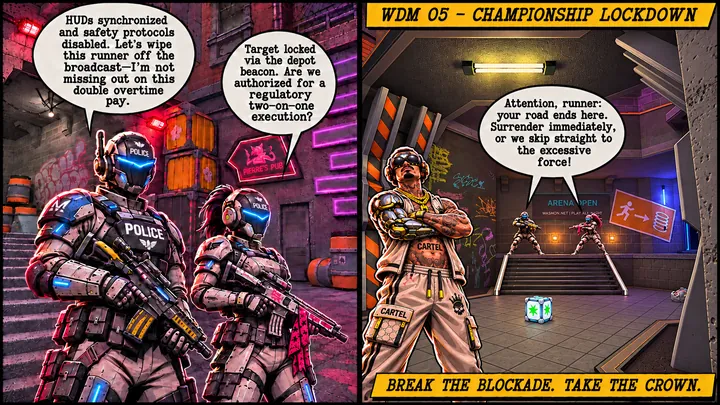 HUDs synchronized
and safety protocols
disabled. Let's wipe
this runner off the
broadcast—I'm not
missing out on this
double overtime
pay.
Target locked
via the depot
beacon. Are we
authorized for a
regulatory
two-on-one
execution?
POLICE
POLICE
M
PIERRE'S PUB
WDM 05 – CHAMPIONSHIP LOCKDOWN
Attention, runner:
your road ends here.
Surrender immediately,
or we skip straight to
the excessive
force!
ARENA OPEN
CARTEL
CARTEL
BREAK THE BLOCKADE. TAKE THE CROWN.